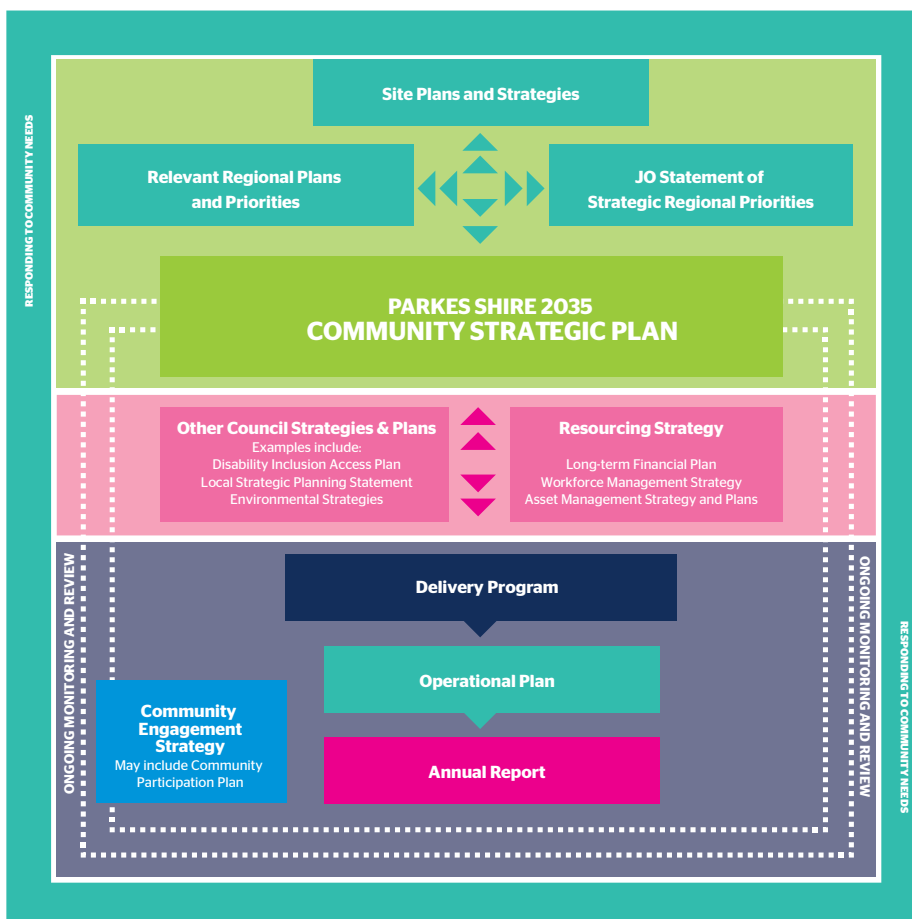 RESPONDING TO COMMUNITY NEEDS
Site Plans and Strategies
Relevant Regional Plans
and Priorities
JO Statement of
Strategic Regional Priorities
PARKES SHIRE 2035
COMMUNITY STRATEGIC PLAN
Other Council Strategies & Plans
Examples include:
Disability Inclusion Access Plan
Local Strategic Planning Statement
Environmental Strategies
Resourcing Strategy
Long-term Financial Plan
Workforce Management Strategy
Asset Management Strategy and Plans
ONGOING MONITORING AND REVIEW
Delivery Program
Operational Plan
Annual Report
Community
Engagement
Strategy
May include Community
Participation Plan
ONGOING MONITORING AND REVIEW
RESPONDING TO COMMUNITY NEEDS